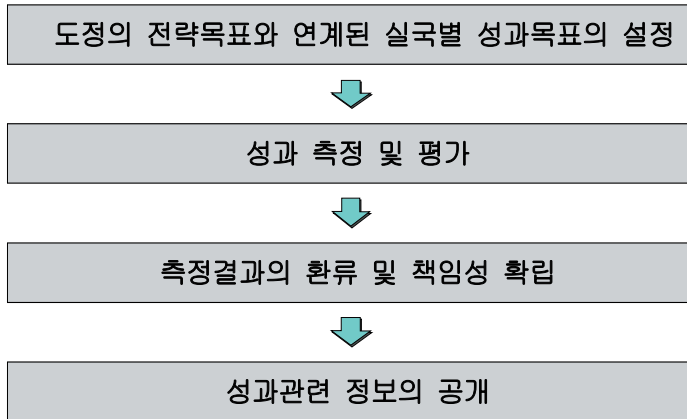 도정의 전략목표와 연계된 실국별 성과목표의 설정
성과 측정 및 평가
측정결과의 환류 및 책임성 확립
성과관련 정보의 공개